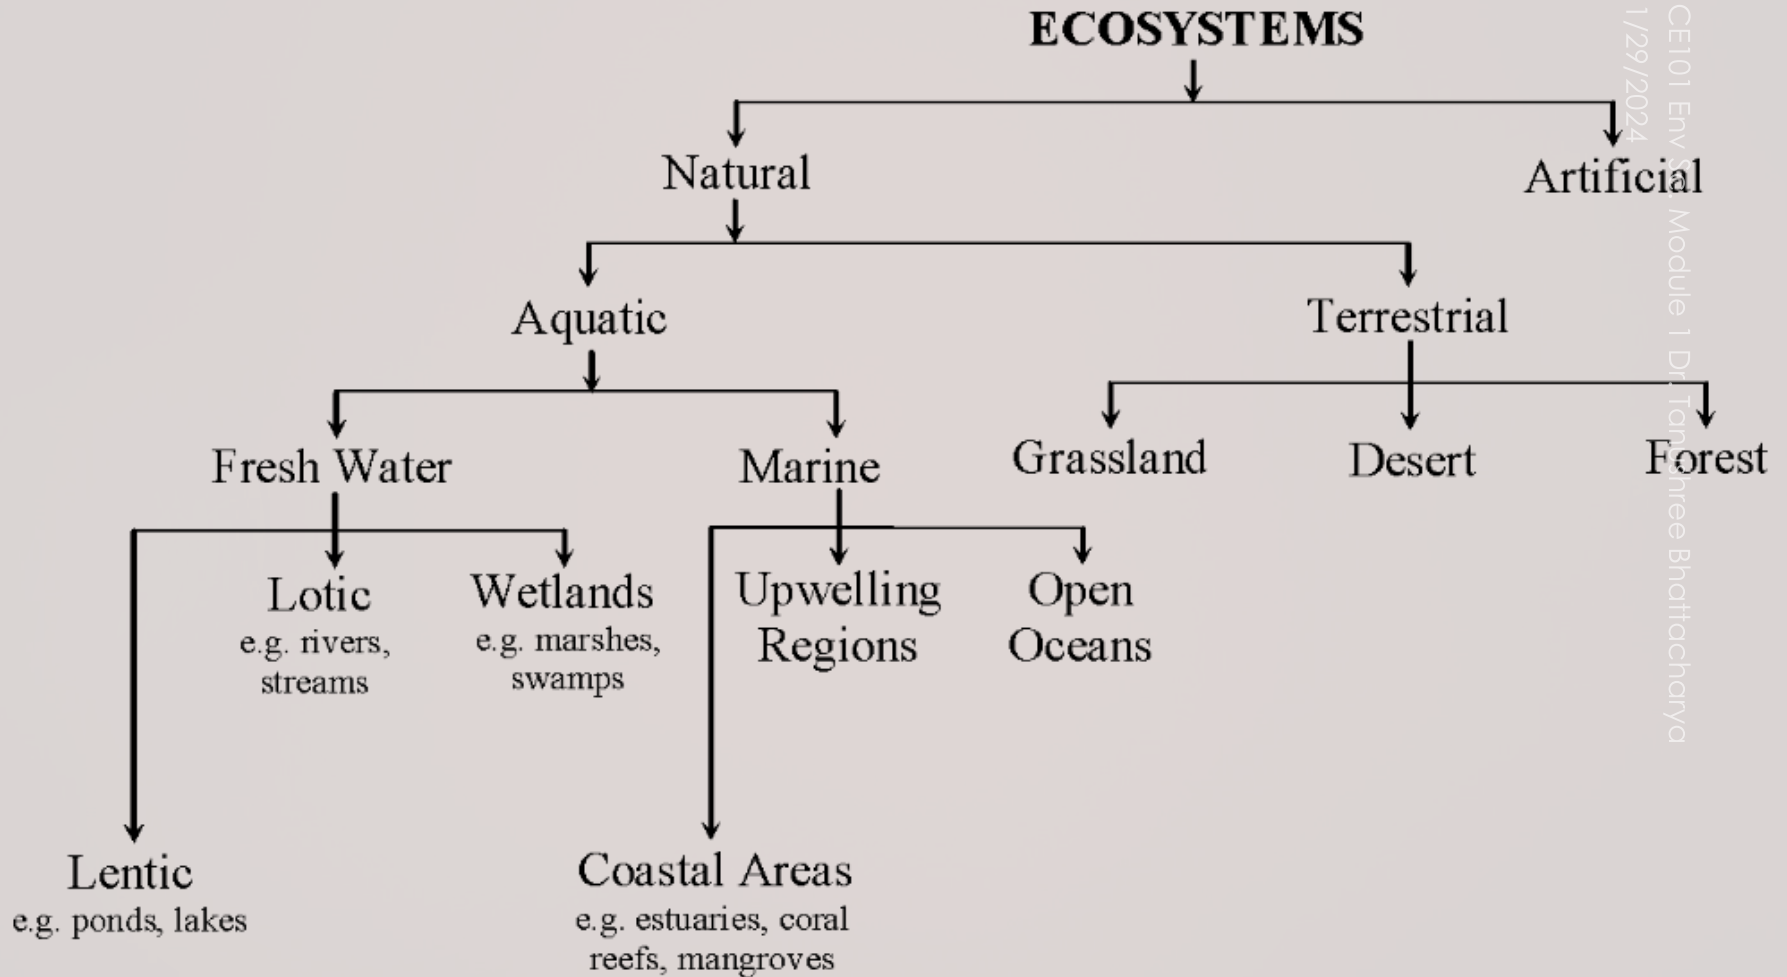 ECOSYSTEMS
Natural
Artificial
Aquatic
Terrestrial
Fresh Water
Marine
Grassland
Desert
Forest
Lotic
e.g. rivers,
streams
Wetlands
e.g. marshes,
swamps
Upwelling
Regions
Open
Oceans
Lentic
e.g. ponds, lakes
Coastal Areas
e.g. estuaries, coral
reefs, mangroves
CE101 Env Module 1 Dr. Bhattacharya
1/29/2024